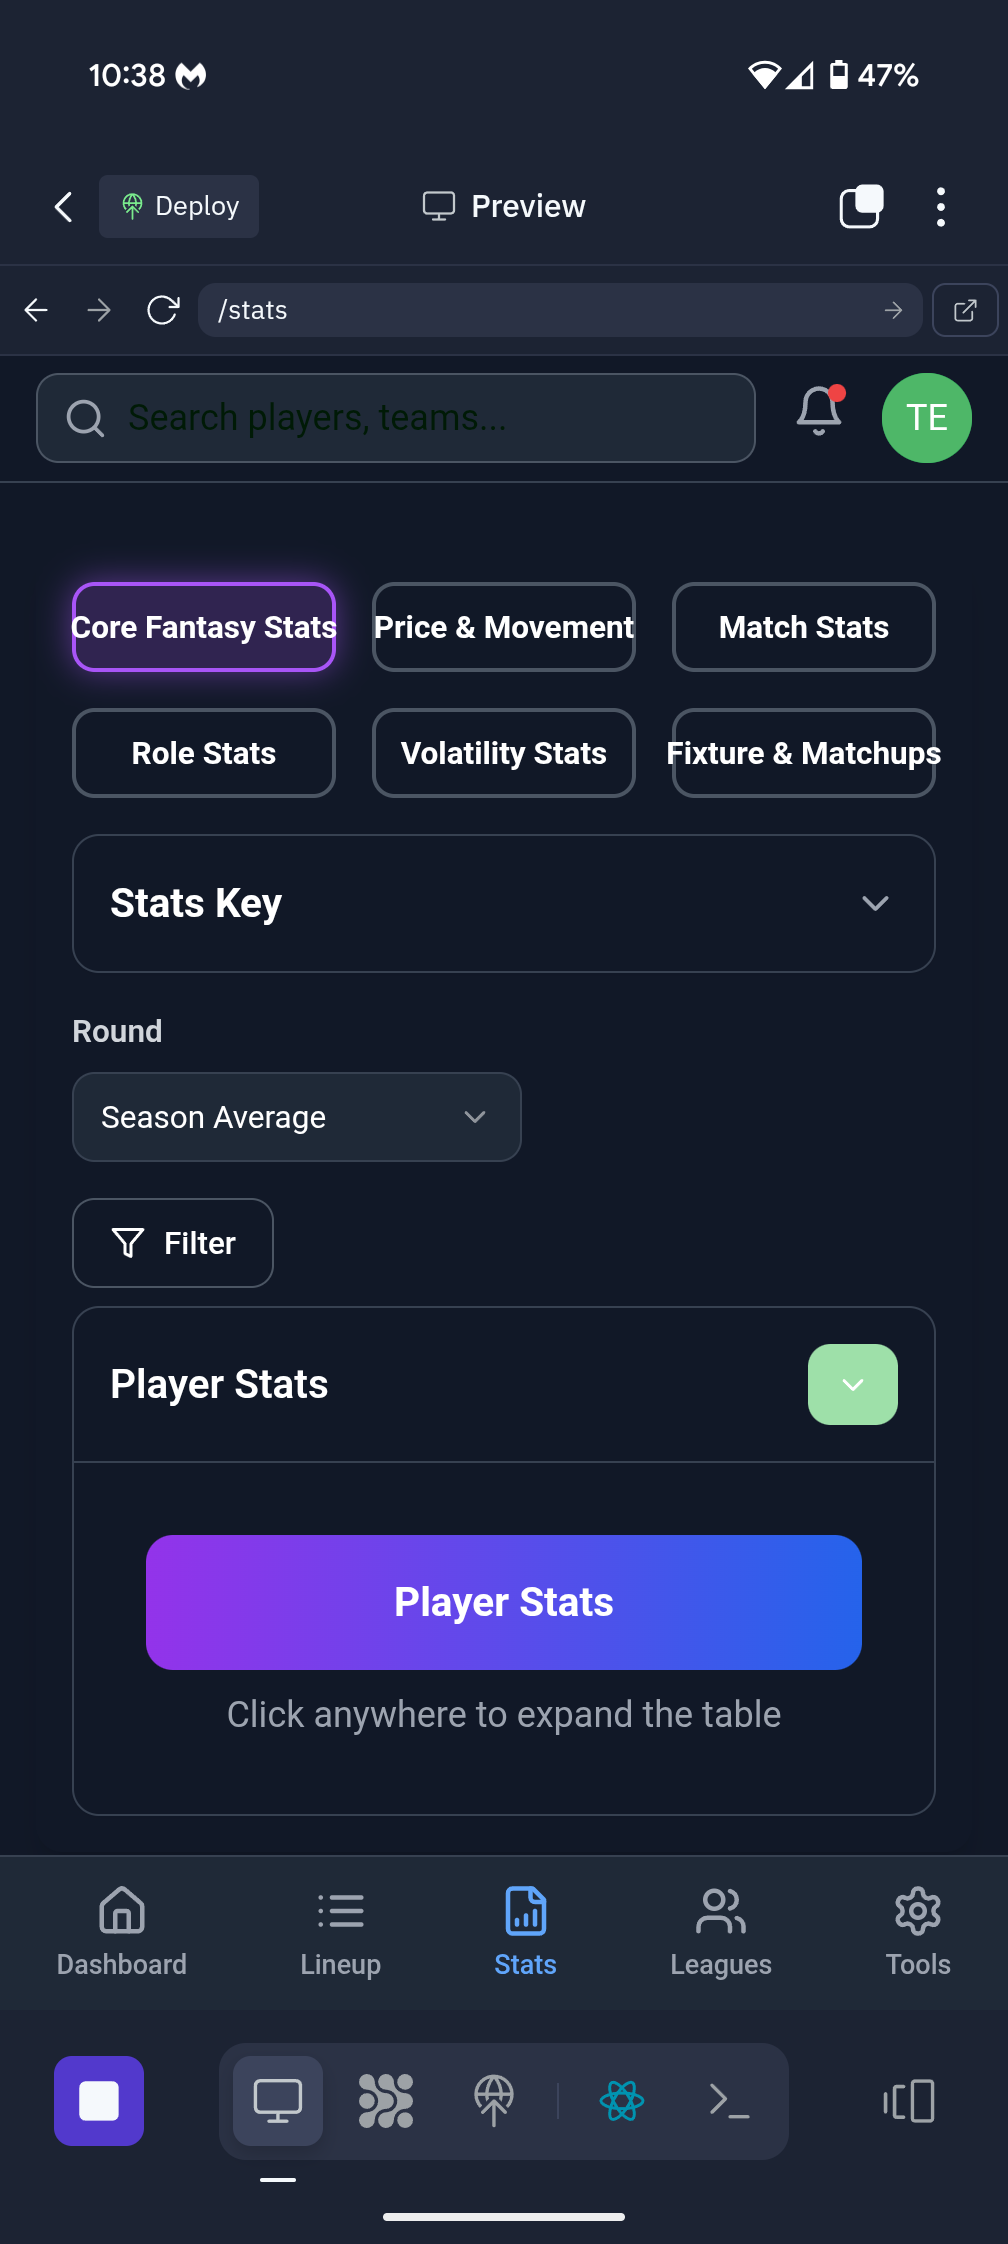 10:38
47%
Deploy
Preview
/stats
Search players, teams...
TE
Core Fantasy Stats
Price & Movement
Match Stats
Role Stats
Volatility Stats
Fixture & Matchups
Stats Key
Round
Season Average
Filter
Player Stats
Player Stats
Click anywhere to expand the table
Dashboard
Lineup
Stats
Leagues
Tools